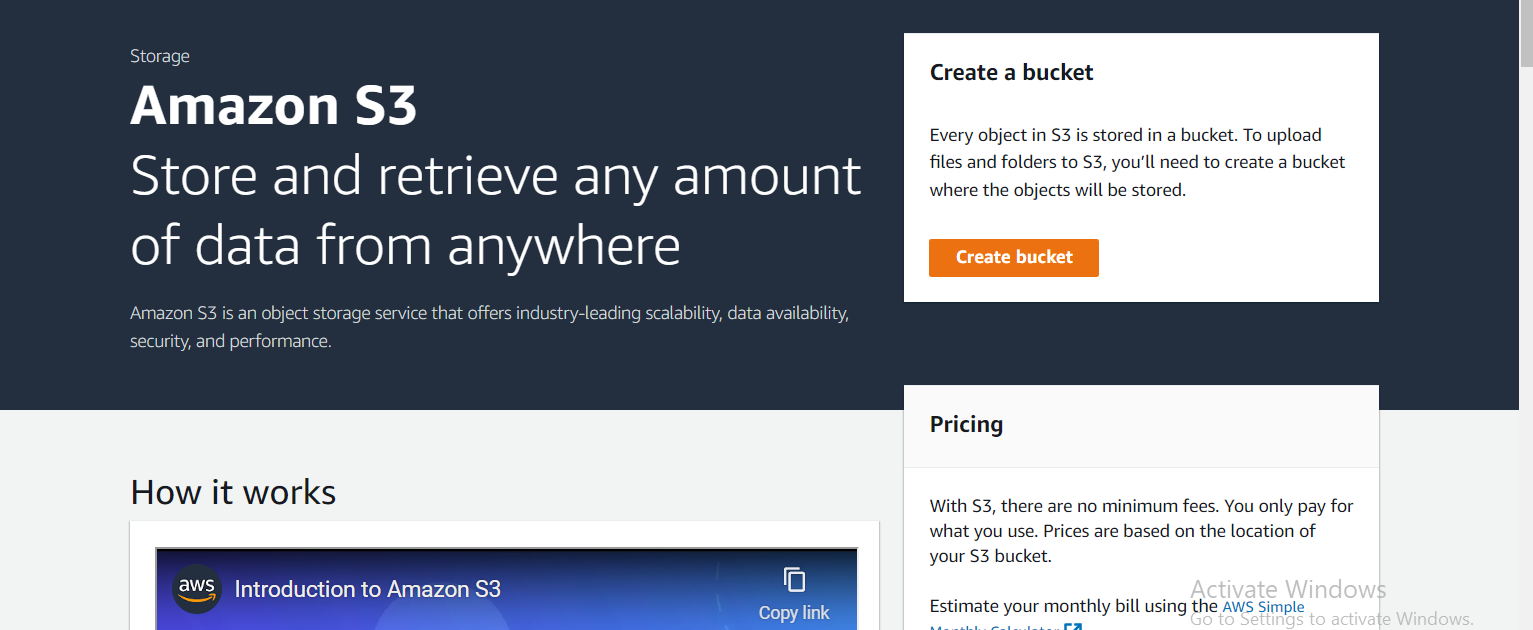 Storage
Amazon S3
Store and retrieve any amount
of data from anywhere
Amazon S3 is an object storage service that offers industry-leading scalability, data availability,
security, and performance.
Create a bucket
Every object in S3 is stored in a bucket. To upload
files and folders to S3, you’ll need to create a bucket
where the objects will be stored.
Create bucket
How it works
aws
Introduction to Amazon S3
Copy link
Pricing
With S3, there are no minimum fees. You only pay for
what you use. Prices are based on the location of
your S3 bucket.
Estimate your monthly bill using the AWS Simple
Monthly Calculator
Activate Windows
Go to Settings to activate Windows.